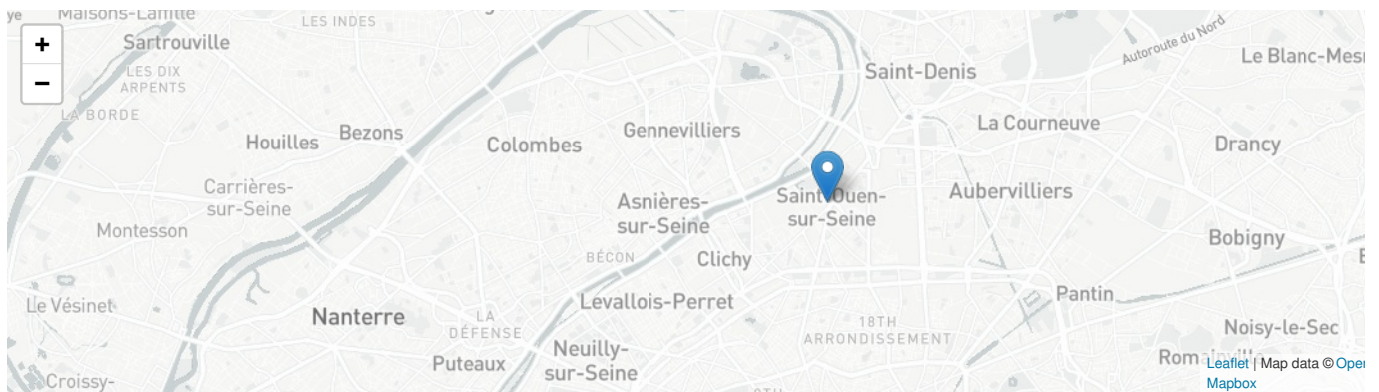 Maisons-Laffitte
LES INDES
+
Sartrouville
Autoroute du Nord
Le Blanc-Mes
Saint-Denis
−
LES DIX
ARPENTS
LA BORDE
La Courneuve
Houilles
Bezons
Gennevilliers
Colombes
Drancy
Carrières-
sur-Seine
Asnières-
sur-Seine
Saint-Ouen-
sur-Seine
Aubervilliers
Montesson
Bobigny
BÉCON
Clichy
Le Vésinet
Levallois-Perret
Pantin
Nanterre
LA
DÉFENSE
18TH
ARRONDISSEMENT
Noisy-le-Sec
Puteaux
Neuilly-
sur-Seine
Romainville
Leaflet | Map data © Oper
Mapbox
Croissy-